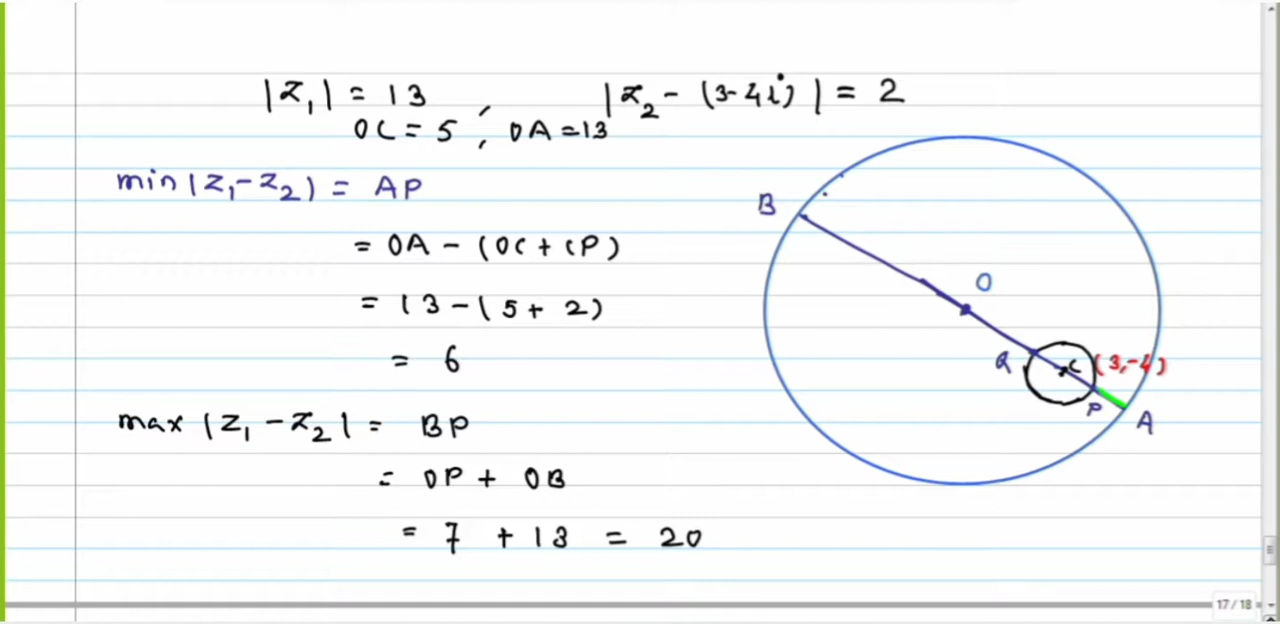 |z₁| = 13 , |z₂ - (3-4i)| = 2
OC = 5 , OA = 13
min |z₁ - z₂) = AP
= OA - (OC + CP)
= 13 - (5 + 2)
= 6
max |z₁ - z₂| = BP
= OP + OB
= 7 + 13 = 20
B
O
Q
C
(3,-4)
P
A
17 / 18